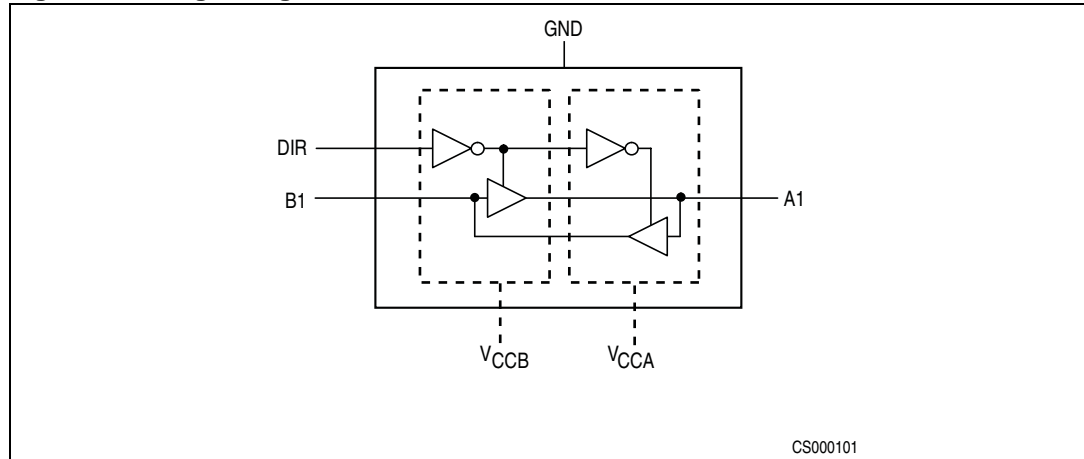 GND
DIR
B1
A1
VCCB
VCCA
CS000101